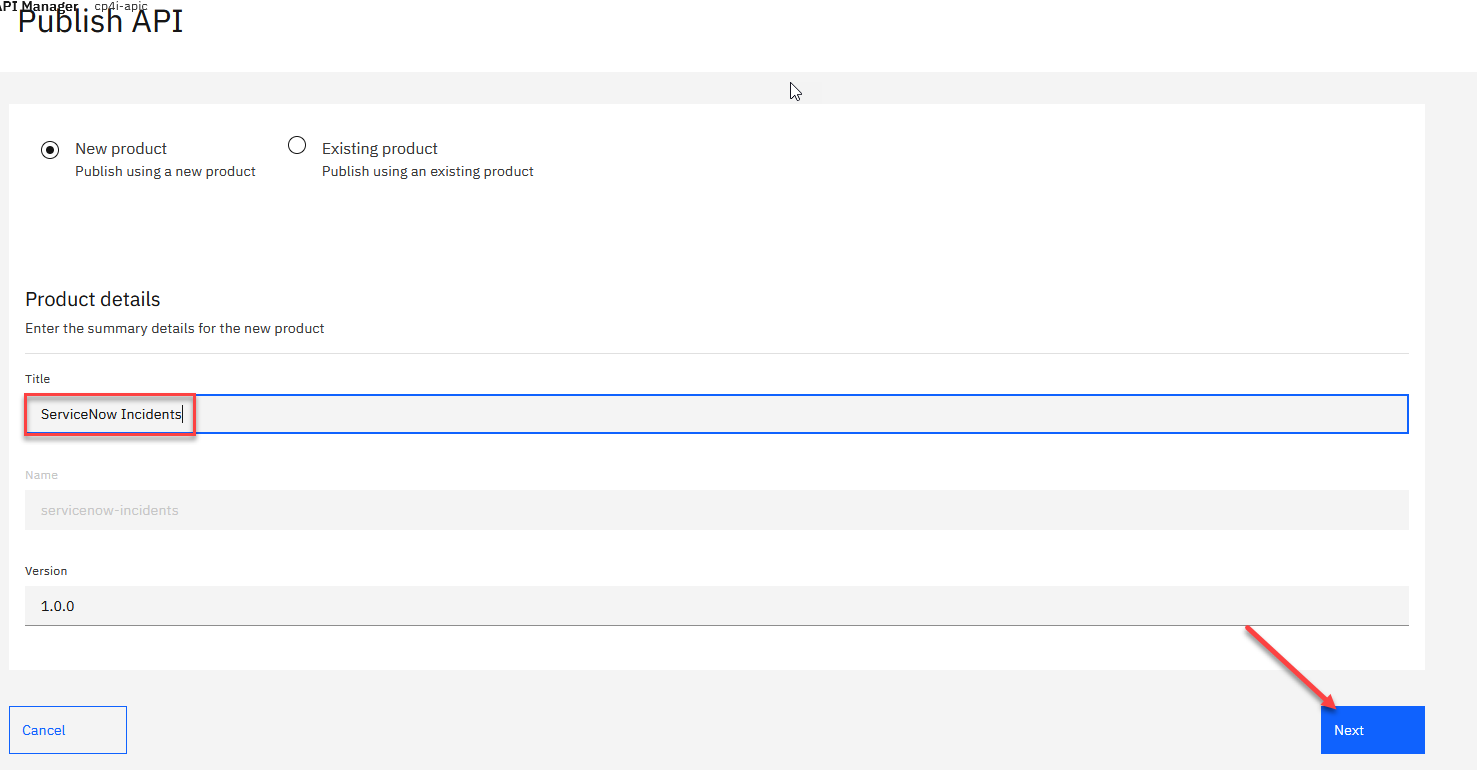 API Manager cp4i-apic
Publish API
New product
Publish using a new product
Existing product
Publish using an existing product
Product details
Enter the summary details for the new product
Title
ServiceNow Incidents
Name
servicenow-incidents
Version
1.0.0
Cancel
Next